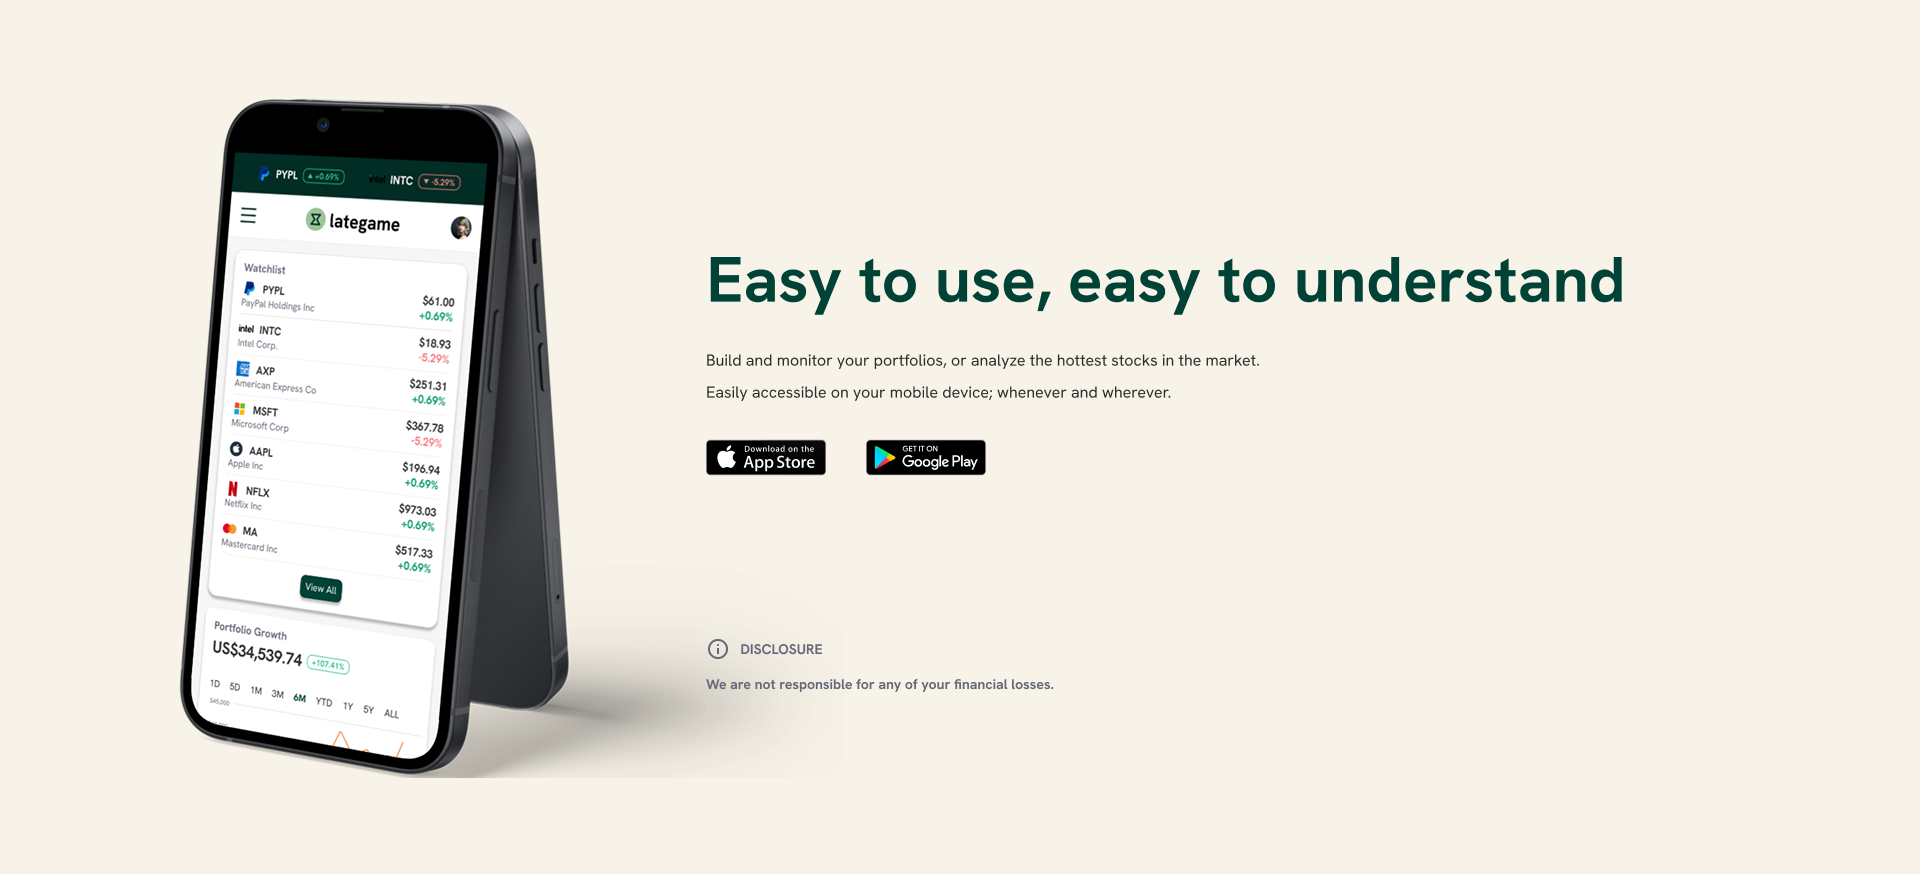 PYPL ▲ +0.69% intel INTC ▼ -5.29%
lategame
Watchlist
PYPL
PayPal Holdings Inc
$61.00
+0.69%
intel INTC
Intel Corp.
$18.93
-5.29%
AXP
American Express Co
$251.31
+0.69%
MSFT
Microsoft Corp
$367.78
-5.29%
AAPL
Apple Inc
$196.94
+0.69%
NFLX
Netflix Inc
$973.03
+0.69%
MA
Mastercard Inc
$517.33
+0.69%
View All
Portfolio Growth
US$34,539.74 +107.41%
1D 5D 1M 3M 6M YTD 1Y 5Y ALL
$45,000
Easy to use, easy to understand
Build and monitor your portfolios, or analyze the hottest stocks in the market.
Easily accessible on your mobile device; whenever and wherever.
Download on the
App Store
GET IT ON
Google Play
DISCLOSURE
We are not responsible for any of your financial losses.